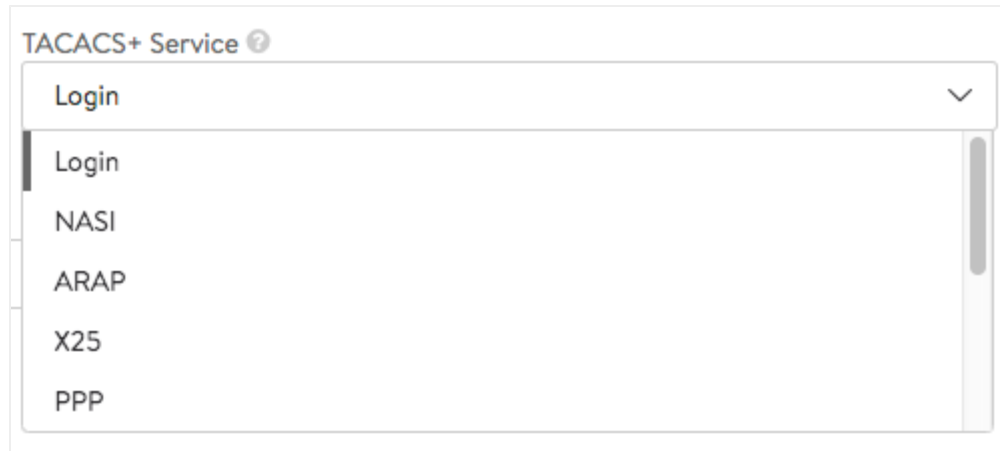 TACACS+ Service ?
Login
Login
NASI
ARAP
X25
PPP